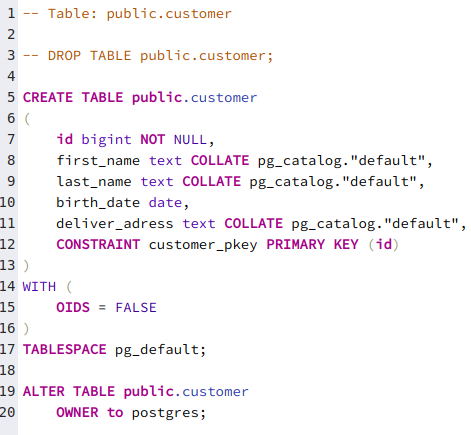 1 -- Table: public.customer
2
3 -- DROP TABLE public.customer;
4
5 CREATE TABLE public.customer
6 (
7     id bigint NOT NULL,
8     first_name text COLLATE pg_catalog."default",
9     last_name text COLLATE pg_catalog."default",
10     birth_date date,
11     deliver_adress text COLLATE pg_catalog."default",
12     CONSTRAINT customer_pkey PRIMARY KEY (id)
13 )
14 WITH (
15     OIDS = FALSE
16 )
17 TABLESPACE pg_default;
18
19 ALTER TABLE public.customer
20     OWNER to postgres;